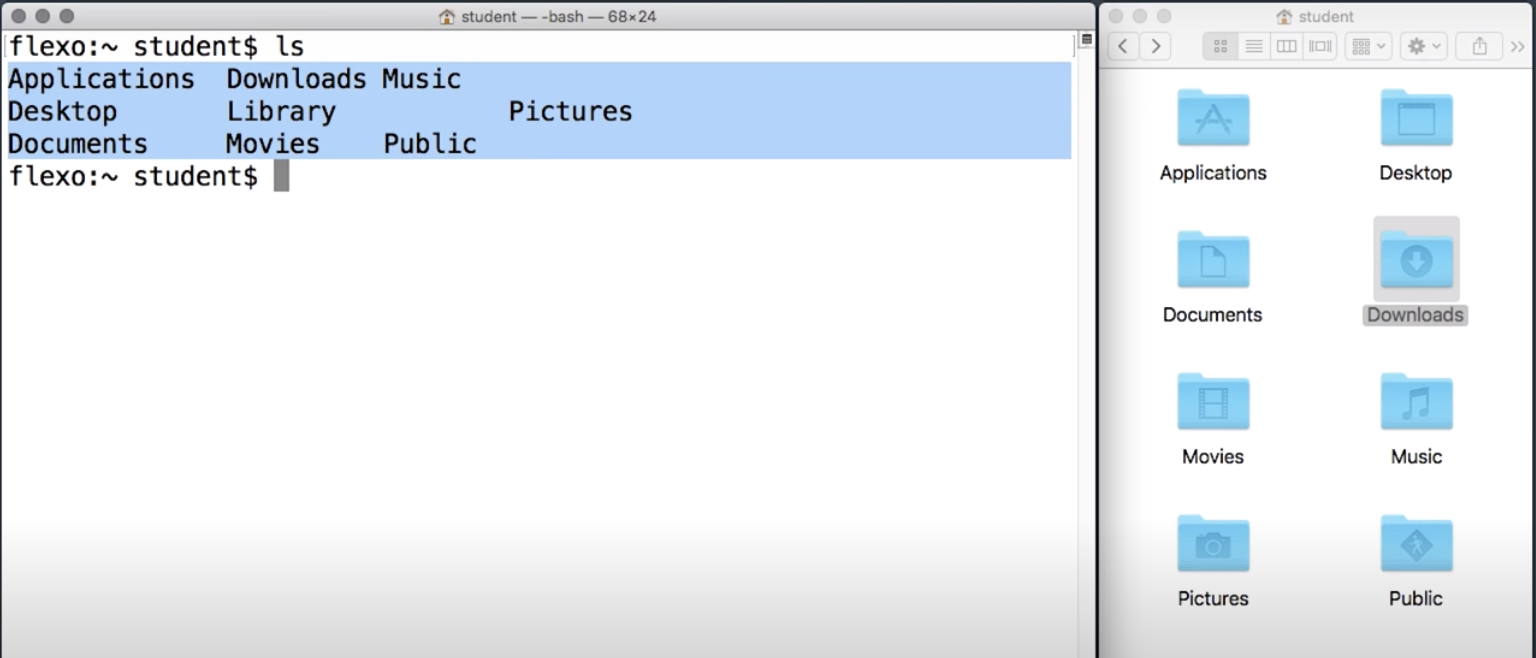 student — -bash — 68×24
flexo:~ student$ ls
Applications  Downloads Music
Desktop       Library           Pictures
Documents     Movies    Public
flexo:~ student$
student
Applications
Desktop
Documents
Downloads
Movies
Music
Pictures
Public